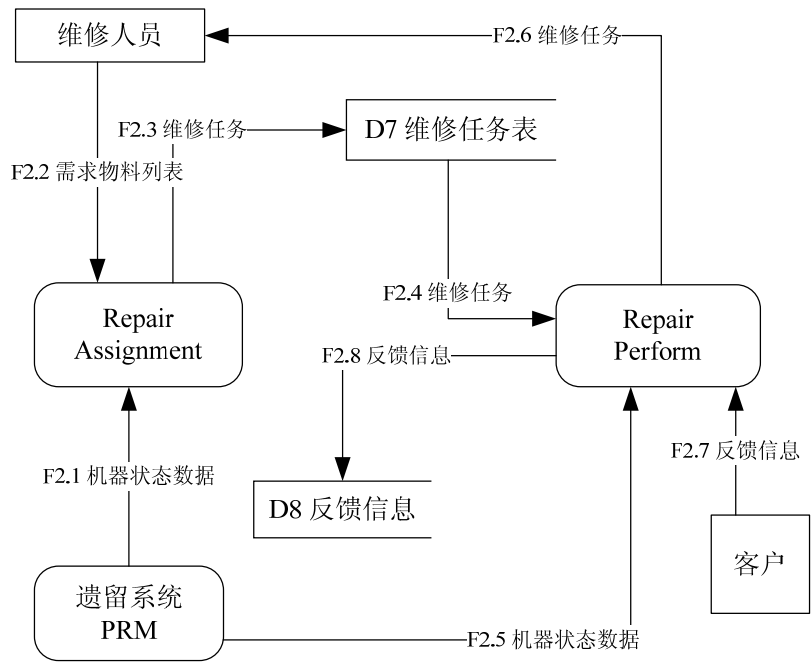 维修人员
F2.6 维修任务
F2.3 维修任务
D7 维修任务表
F2.2 需求物料列表
F2.4 维修任务
Repair
Assignment
Repair
Perform
F2.8 反馈信息
F2.7 反馈信息
F2.1 机器状态数据
D8 反馈信息
客户
遗留系统
PRM
F2.5 机器状态数据